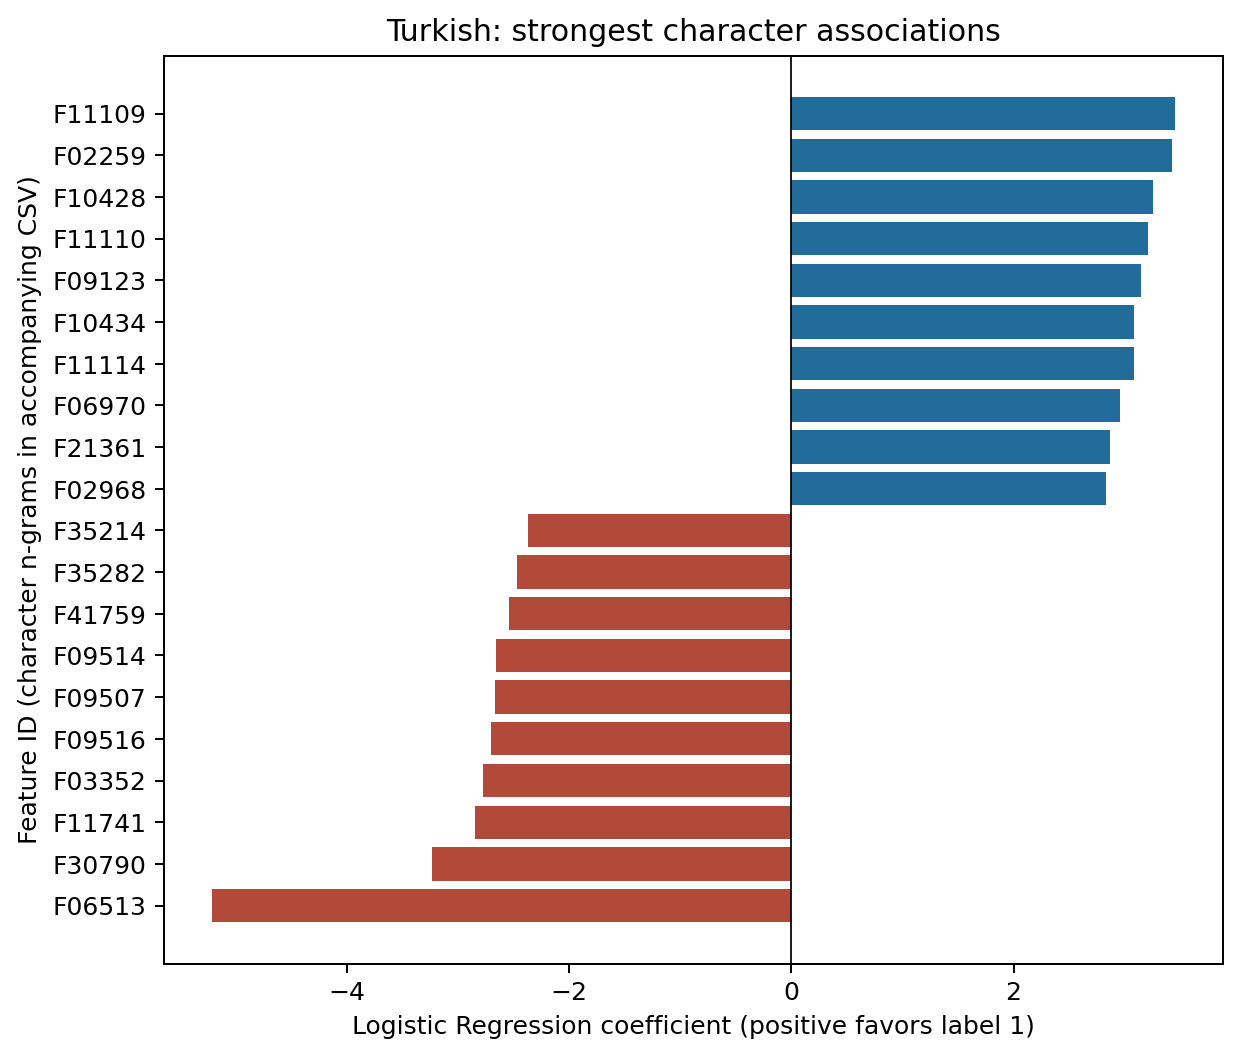 Turkish: strongest character associations
Feature ID (character n-grams in accompanying CSV)
F11109
F02259
F10428
F11110
F09123
F10434
F11114
F06970
F21361
F02968
F35214
F35282
F41759
F09514
F09507
F09516
F03352
F11741
F30790
F06513
−4 −2 0 2
Logistic Regression coefficient (positive favors label 1)